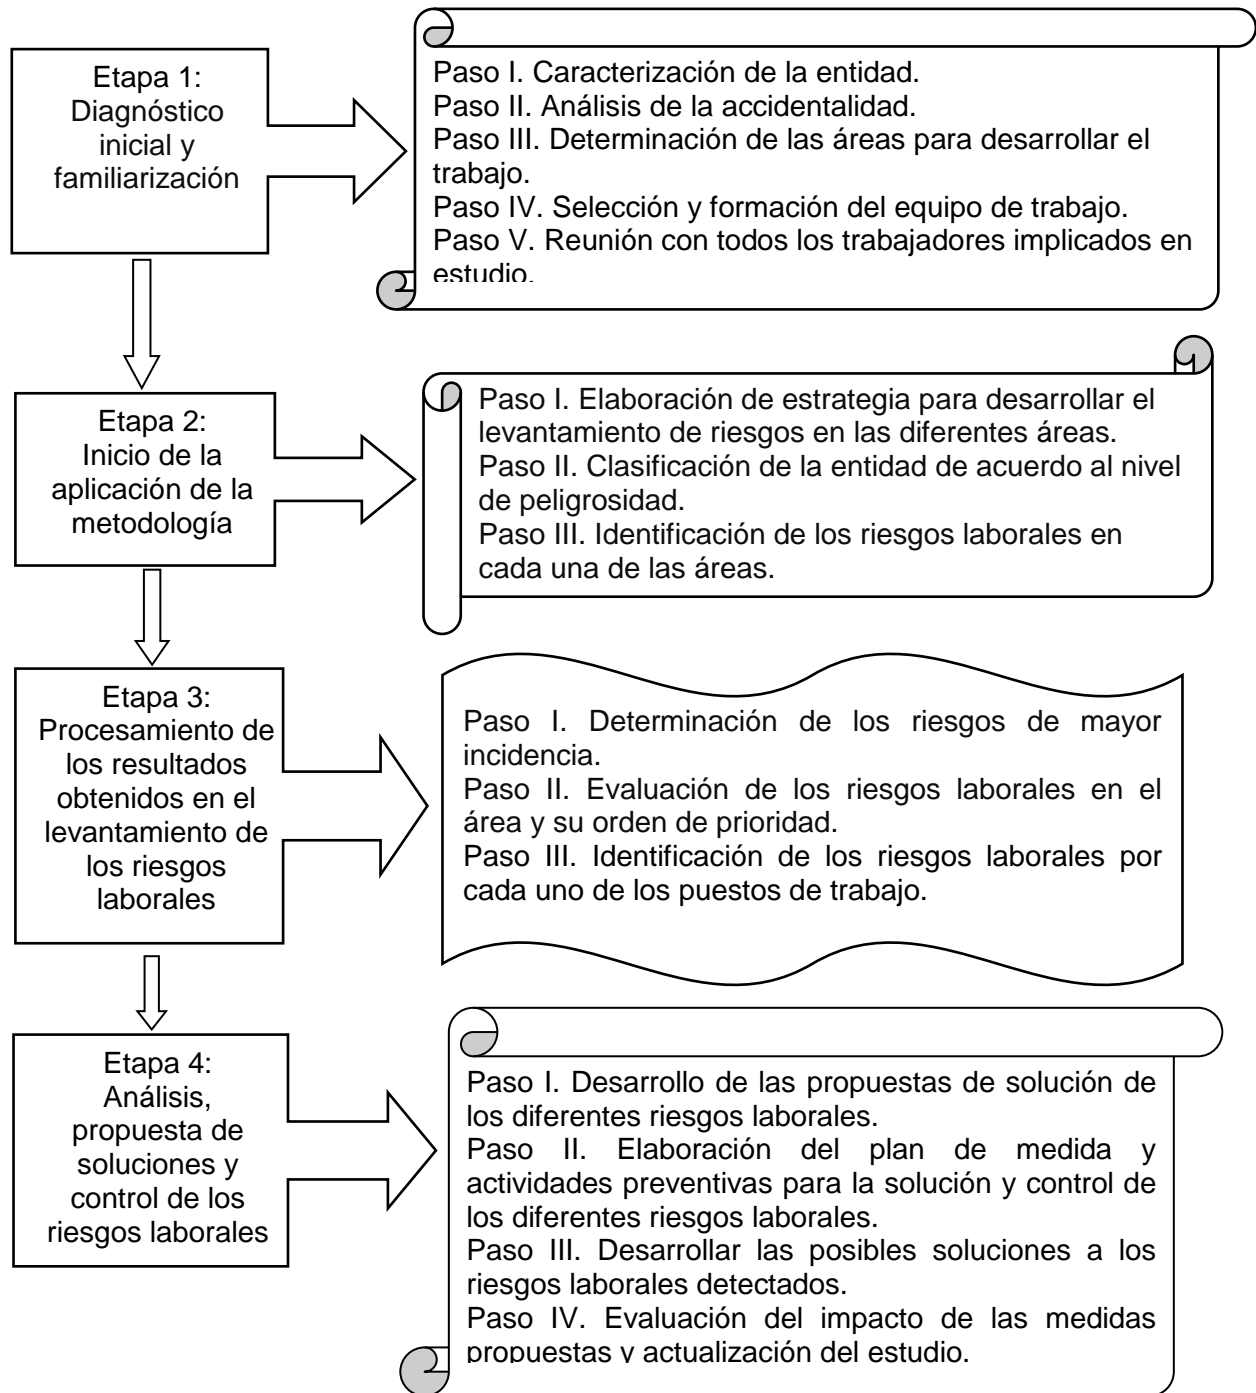 Etapa 1:
Diagnóstico
inicial y
familiarización
Paso I. Caracterización de la entidad.
Paso II. Análisis de la accidentalidad.
Paso III. Determinación de las áreas para desarrollar el
trabajo.
Paso IV. Selección y formación del equipo de trabajo.
Paso V. Reunión con todos los trabajadores implicados en
estudio.
Etapa 2:
Inicio de la
aplicación de la
metodología
Paso I. Elaboración de estrategia para desarrollar el
levantamiento de riesgos en las diferentes áreas.
Paso II. Clasificación de la entidad de acuerdo al nivel
de peligrosidad.
Paso III. Identificación de los riesgos laborales en
cada una de las áreas.
Etapa 3:
Procesamiento de
los resultados
obtenidos en el
levantamiento de
los riesgos
laborales
Paso I. Determinación de los riesgos de mayor
incidencia.
Paso II. Evaluación de los riesgos laborales en el
área y su orden de prioridad.
Paso III. Identificación de los riesgos laborales por
cada uno de los puestos de trabajo.
Etapa 4:
Análisis,
propuesta de
soluciones y
control de los
riesgos laborales
Paso I. Desarrollo de las propuestas de solución de
los diferentes riesgos laborales.
Paso II. Elaboración del plan de medida y
actividades preventivas para la solución y control de
los diferentes riesgos laborales.
Paso III. Desarrollar las posibles soluciones a los
riesgos laborales detectados.
Paso IV. Evaluación del impacto de las medidas
propuestas y actualización del estudio.